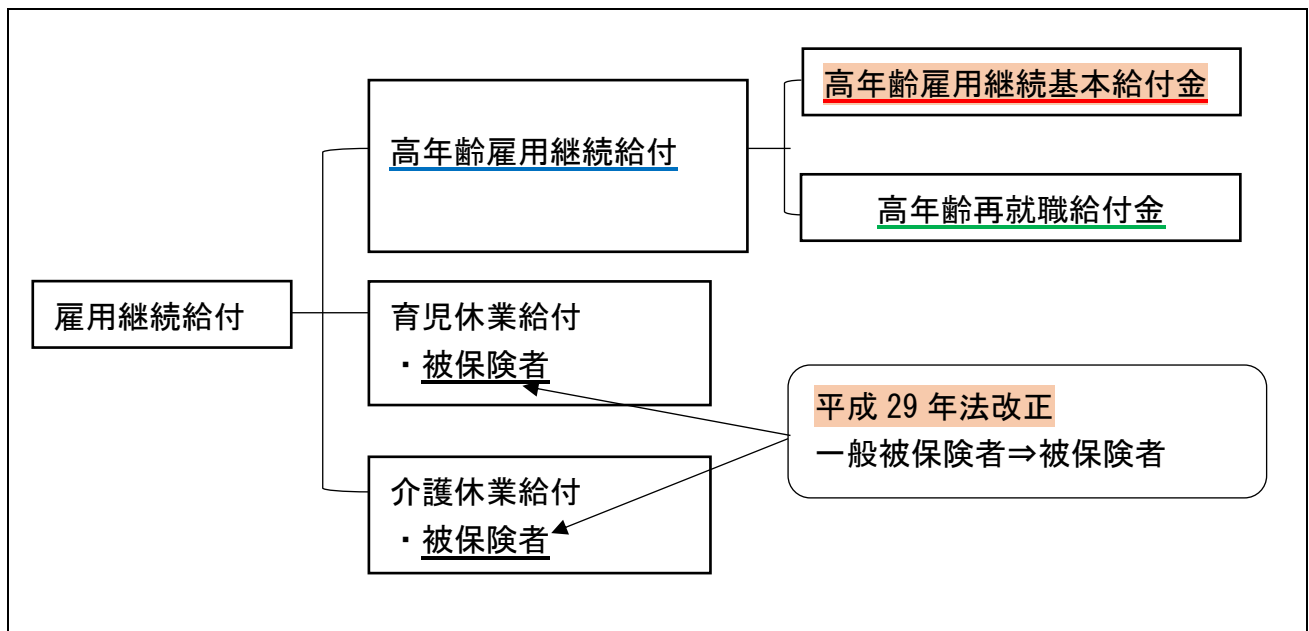 高年齢雇用継続基本給付金
高年齢雇用継続給付
高年齢再就職給付金
雇用継続給付
育児休業給付
・被保険者
平成 29 年法改正
一般被保険者⇒被保険者
介護休業給付
・被保険者